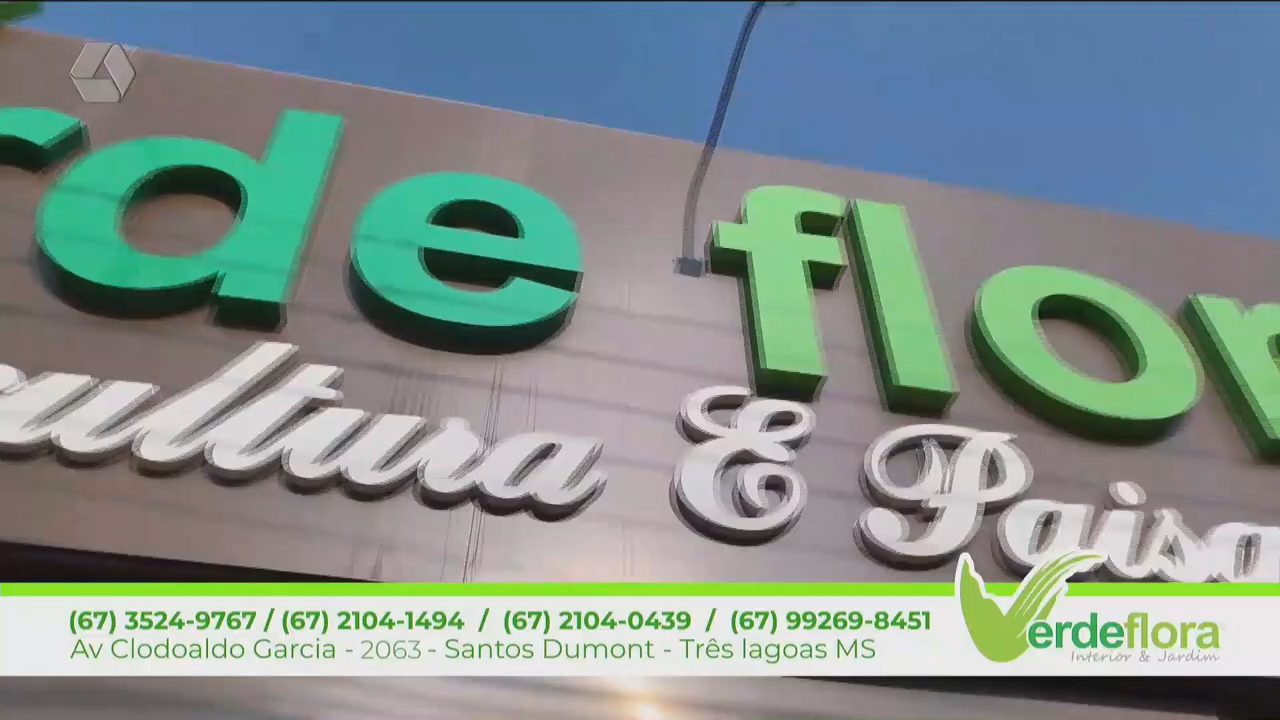 rde flor
cultura E Paisa
(67) 3524-9767 / (67) 2104-1494 / (67) 2104-0439 / (67) 99269-8451
Av Clodoaldo Garcia - 2063 - Santos Dumont - Três lagoas MS
Verdeflora
Interior & Jardim